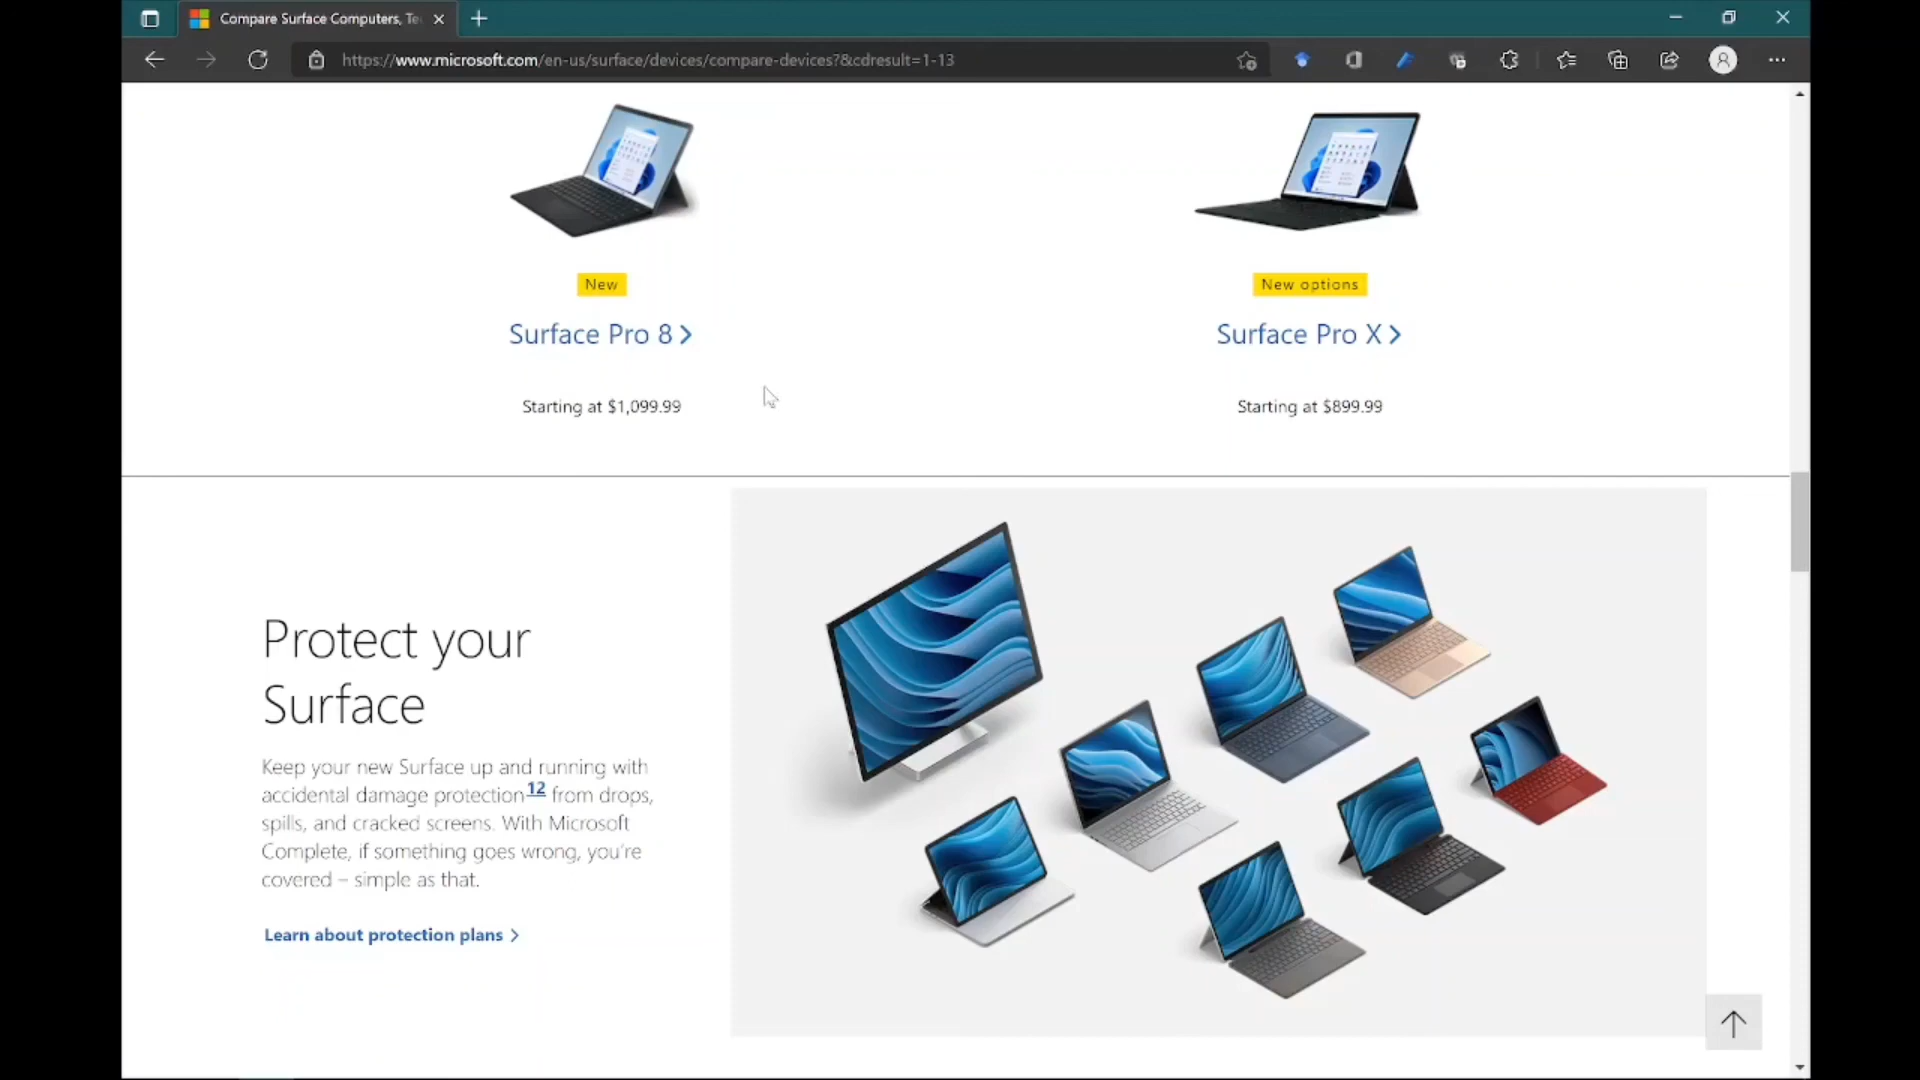 Compare Surface Computers, Te
https://www.microsoft.com/en-us/surface/devices/compare-devices?&cdresult=1-13
New
New options
Surface Pro 8
Surface Pro X
Starting at $1,099.99
Starting at $899.99
Protect your
Surface
Keep your new Surface up and running with
accidental damage protection12 from drops,
spills, and cracked screens. With Microsoft
Complete, if something goes wrong, you're
covered – simple as that.
Learn about protection plans